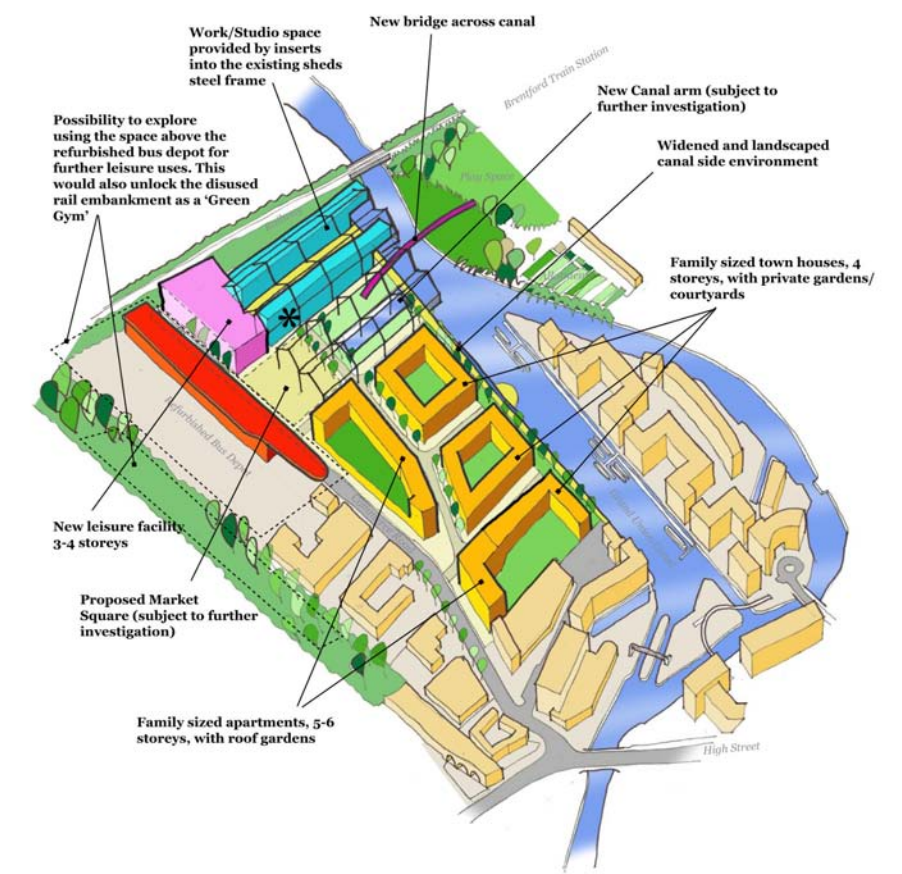 New bridge across canal
Work/Studio space
provided by inserts
into the existing sheds
steel frame
Brentford Train Station
New Canal arm (subject to
further investigation)
Possibility to explore
using the space above the
refurbished bus depot for
further leisure uses. This
would also unlock the disused
rail embankment as a ‘Green
Gym’
Widened and landscaped
canal side environment
Play Space
Family sized town houses, 4
storeys, with private gardens/
courtyards
*
Refurbished Bus Depot
New leisure facility
3-4 storeys
Proposed Market
Square (subject to further
investigation)
Family sized apartments, 5-6
storeys, with roof gardens
High Street